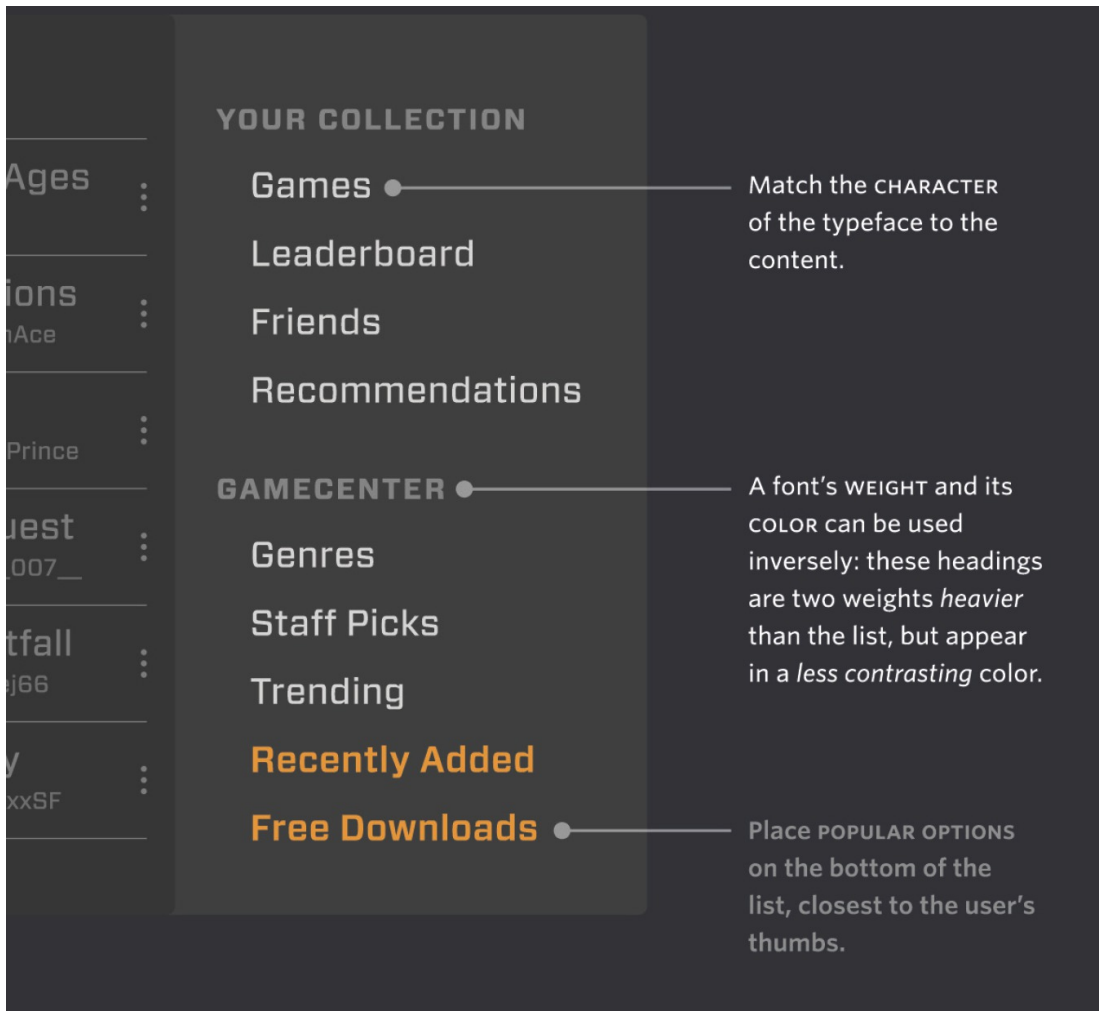 Ages
ions
nAce
Prince
uest
_007__
tfall
ej66
y
xxSF
YOUR COLLECTION
Games
Leaderboard
Friends
Recommendations
GAMECENTER
Genres
Staff Picks
Trending
Recently Added
Free Downloads
Match the CHARACTER
of the typeface to the
content.
A font’s WEIGHT and its
COLOR can be used
inversely: these headings
are two weights heavier
than the list, but appear
in a less contrasting color.
Place POPULAR OPTIONS
on the bottom of the
list, closest to the user’s
thumbs.